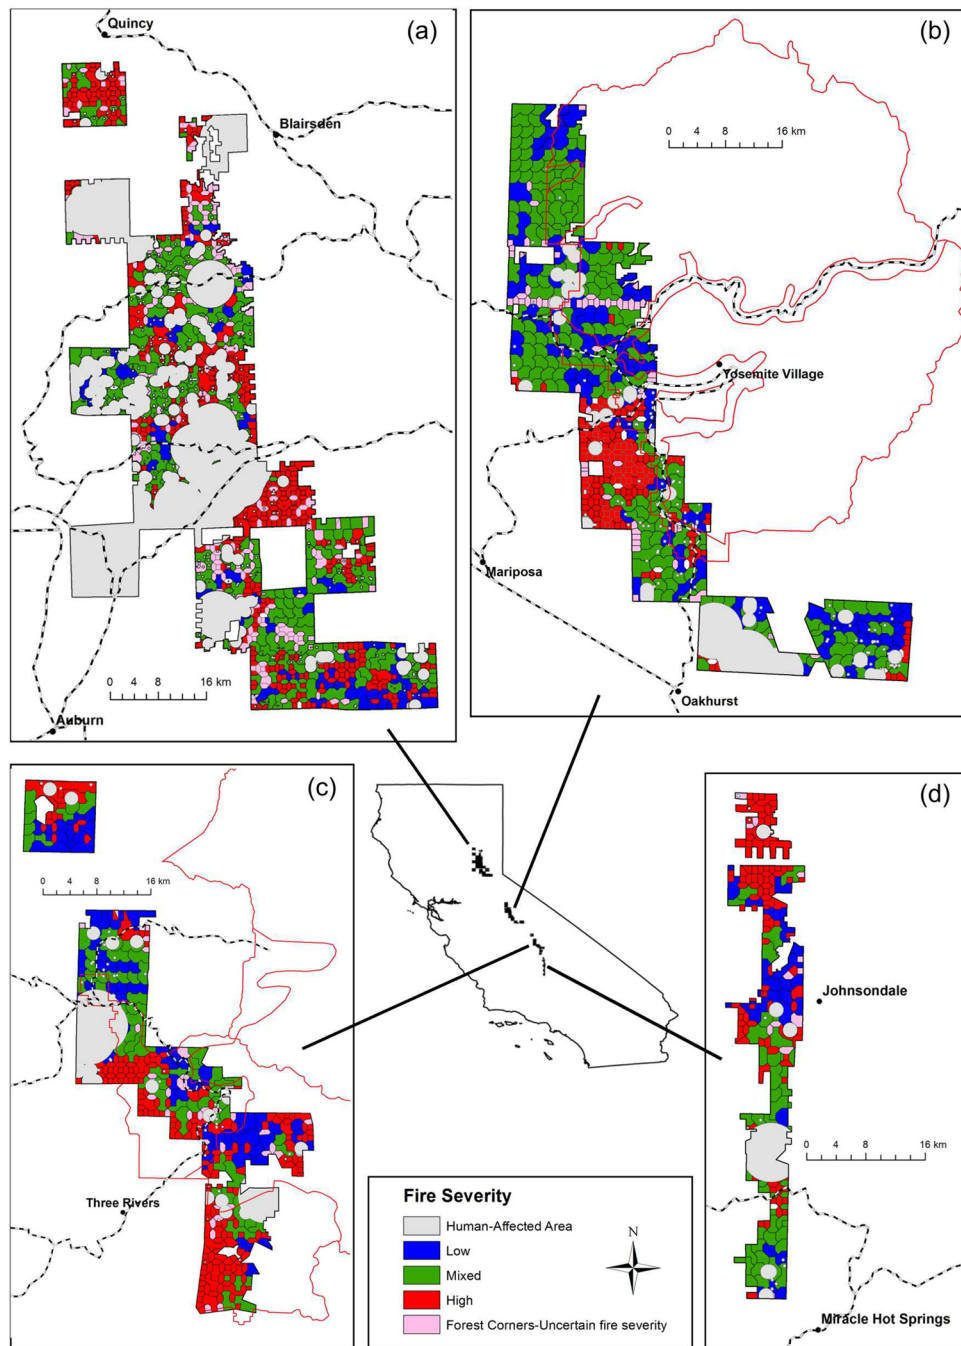 (a)
Quincy
Blairsden
0 4 8 16 km
Auburn
(b)
0 4 8 16 km
Yosemite Village
Mariposa
Oakhurst
(c)
0 4 8 16 km
Three Rivers
(d)
Johnsondale
0 4 8 16 km
Miracle Hot Springs
Fire Severity
Human-Affected Area
Low
Mixed
High
Forest Corners-Uncertain fire severity
N